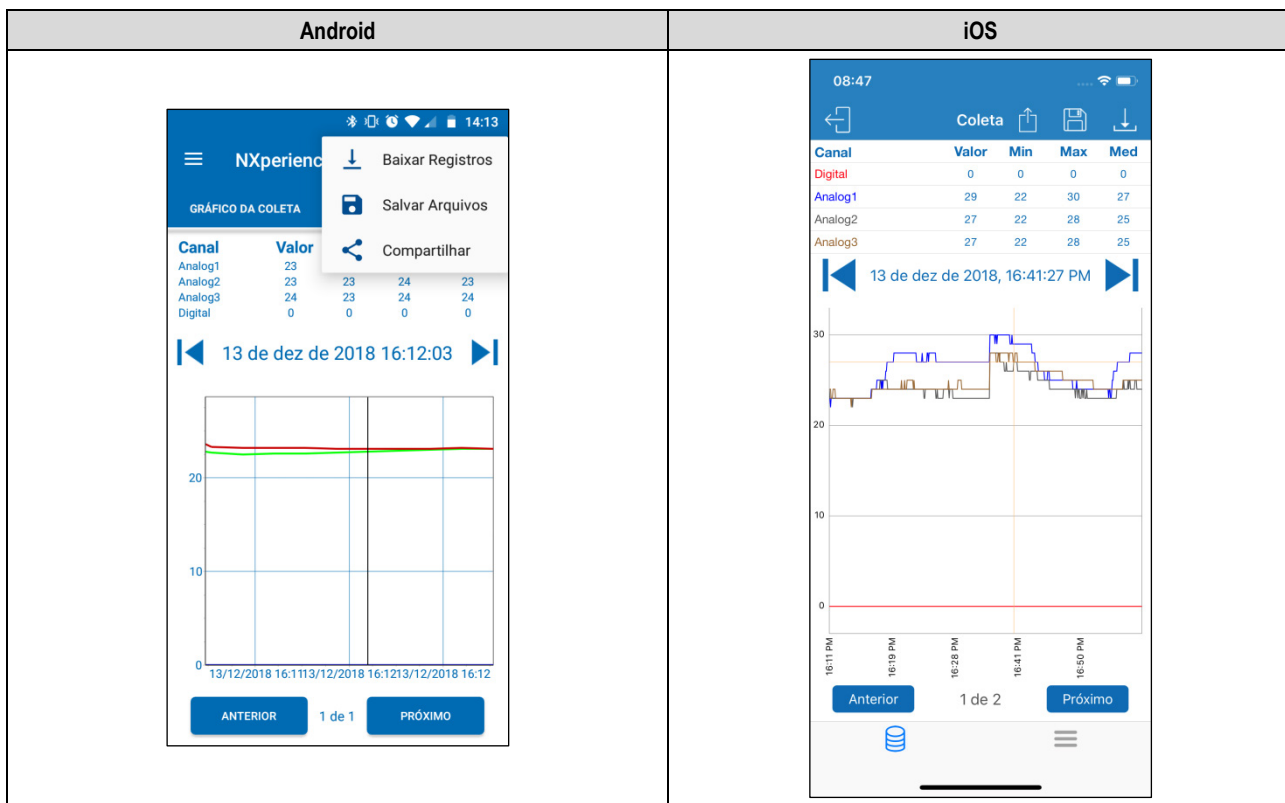 Android
iOS
14:13
NXperienc
Baixar Registros
Salvar Arquivos
Compartilhar
GRÁFICO DA COLETA
Canal Valor
Analog1 23
Analog2 23 23 24 23
Analog3 24 23 24 24
Digital 0 0 0 0
13 de dez de 2018 16:12:03
20
10
0
13/12/2018 16:1113/12/2018 16:1213/12/2018 16:12
ANTERIOR 1 de 1 PRÓXIMO
08:47
Coleta
Canal Valor Min Max Med
Digital 0 0 0 0
Analog1 29 22 30 27
Analog2 27 22 28 25
Analog3 27 22 28 25
13 de dez de 2018, 16:41:27 PM
30
20
10
0
16:11 PM 16:19 PM 16:28 PM 16:41 PM 16:50 PM
Anterior 1 de 2 Próximo